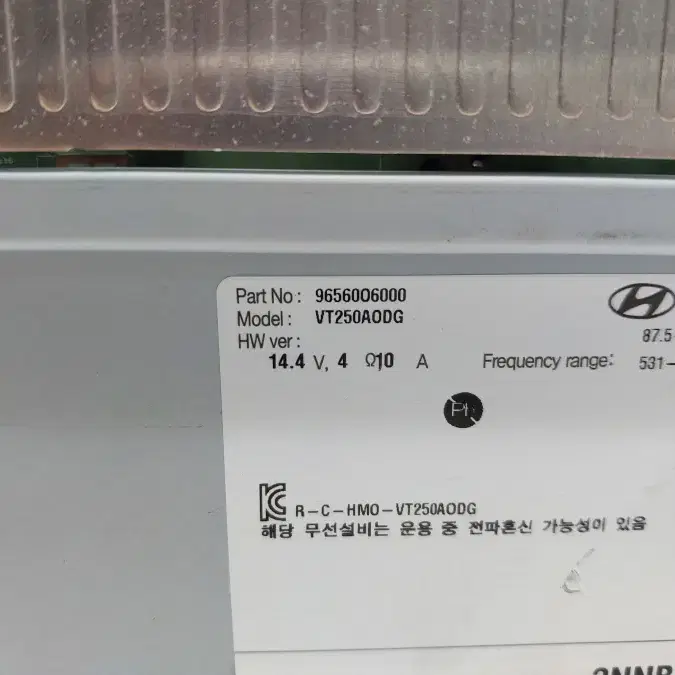 Part No : 96560O6000
Model : VT250AODG
HW ver :
87.5
14.4 V, 4 Ω10 A Frequency range: 531-
R-C-HMO-VT250AODG
해당 무선설비는 운용 중 전파혼신 가능성이 있음